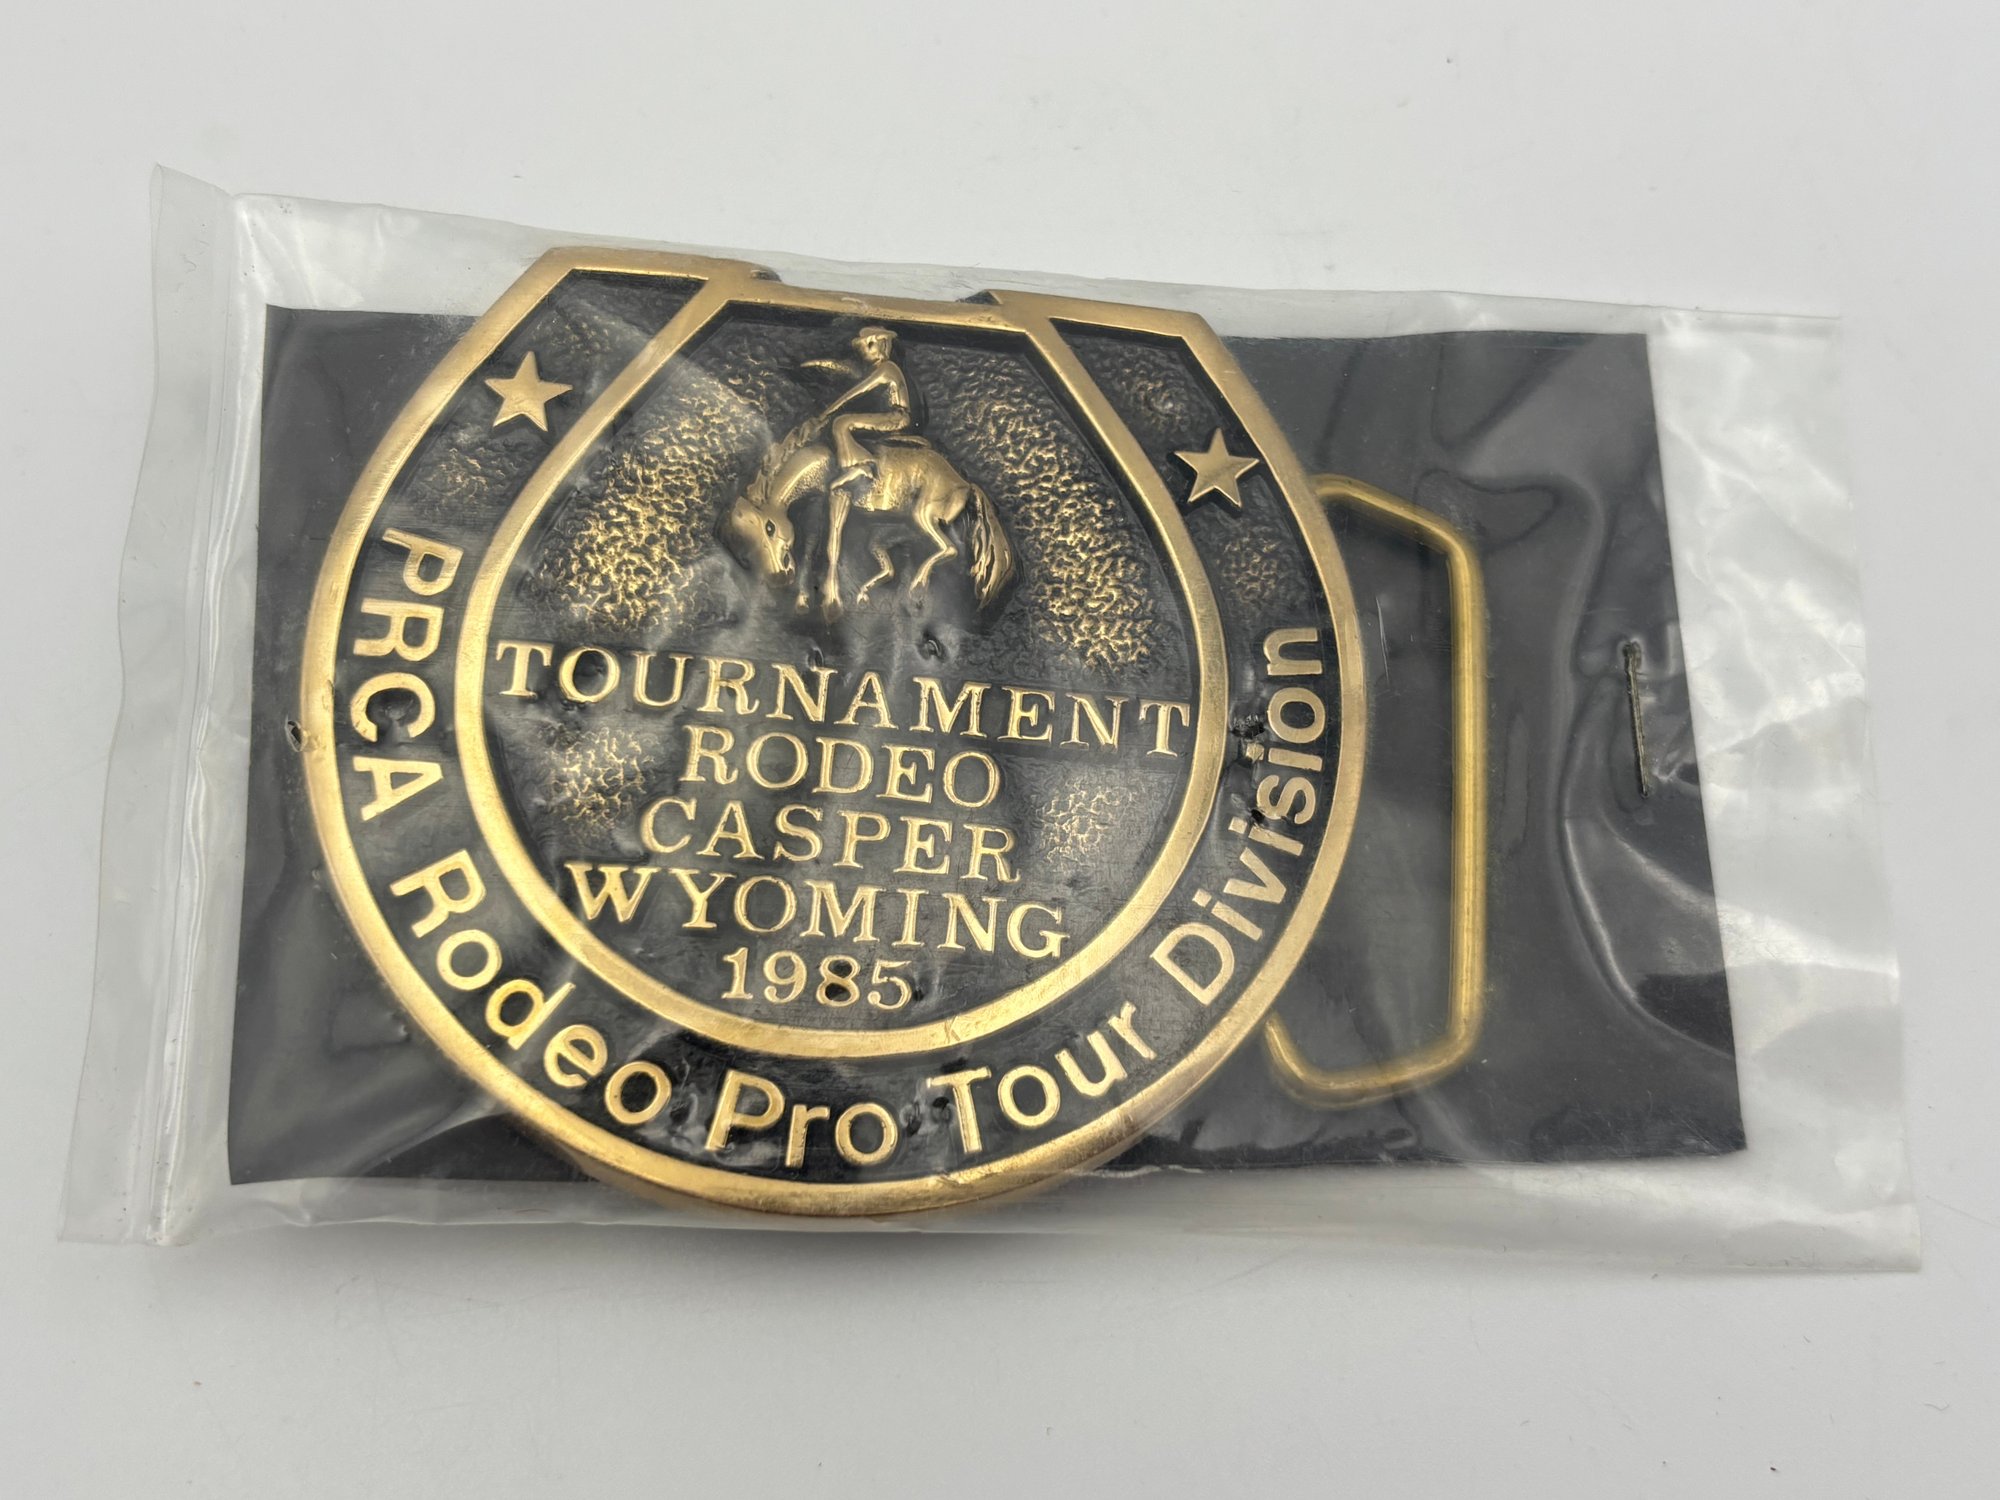 TOURNAMENT
RODEO
CASPER
WYOMING
1985
PRCA Rodeo Pro Tour Division